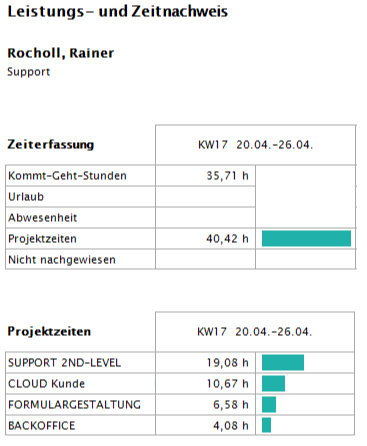 Leistungs- und Zeitnachweis
Rocholl, Rainer
Support
Zeiterfassung KW17 20.04.-26.04.
Kommt-Geht-Stunden 35,71 h
Urlaub
Abwesenheit
Projektzeiten 40,42 h
Nicht nachgewiesen
Projektzeiten KW17 20.04.-26.04.
SUPPORT 2ND-LEVEL 19,08 h
CLOUD Kunde 10,67 h
FORMULARGESTALTUNG 6,58 h
BACKOFFICE 4,08 h